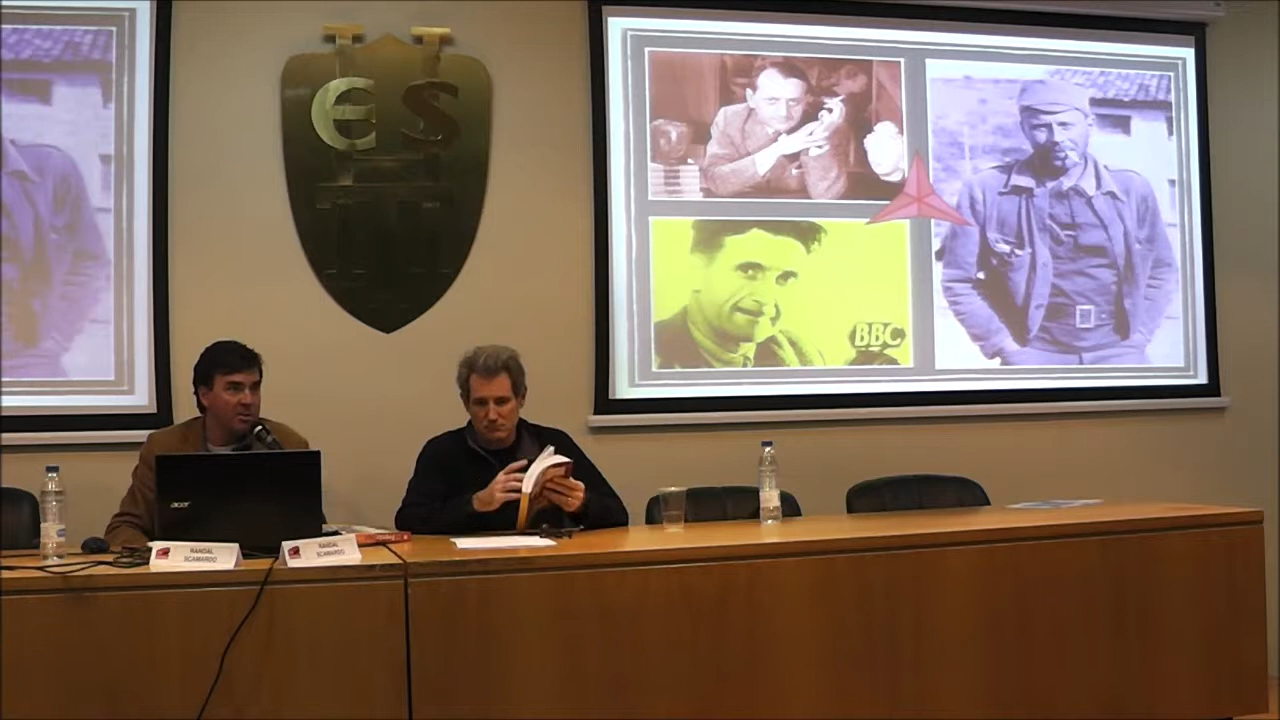 ES
BBC
acer
RANDAL
SCAMARDO
RANDAL
SCAMARDO